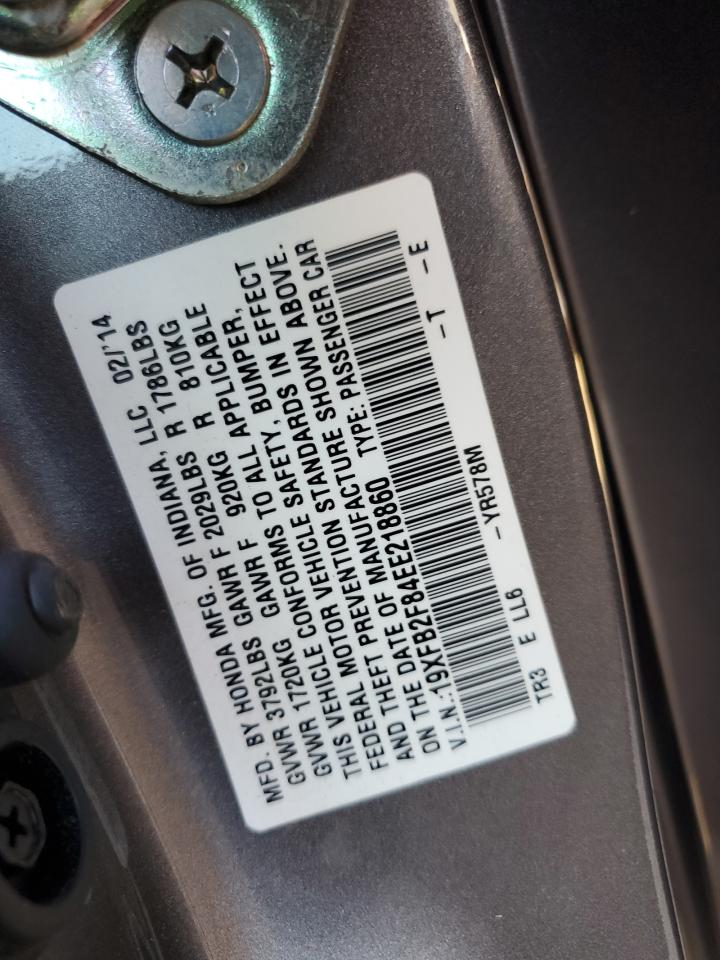 MFD. BY HONDA MFG. OF INDIANA, LLC 02/'14
GVWR 3792LBS GAWR F 2029LBS R 1786LBS
GVWR 1720KG GAWR F 920KG R 810KG
THIS VEHICLE CONFORMS TO ALL APPLICABLE
FEDERAL MOTOR VEHICLE SAFETY, BUMPER,
AND THEFT PREVENTION STANDARDS IN EFFECT
ON THE DATE OF MANUFACTURE SHOWN ABOVE.
V.I.N.: 19XFB2F84EE218860 TYPE: PASSENGER CAR
TR3 E LL6 -YR578M -T -E